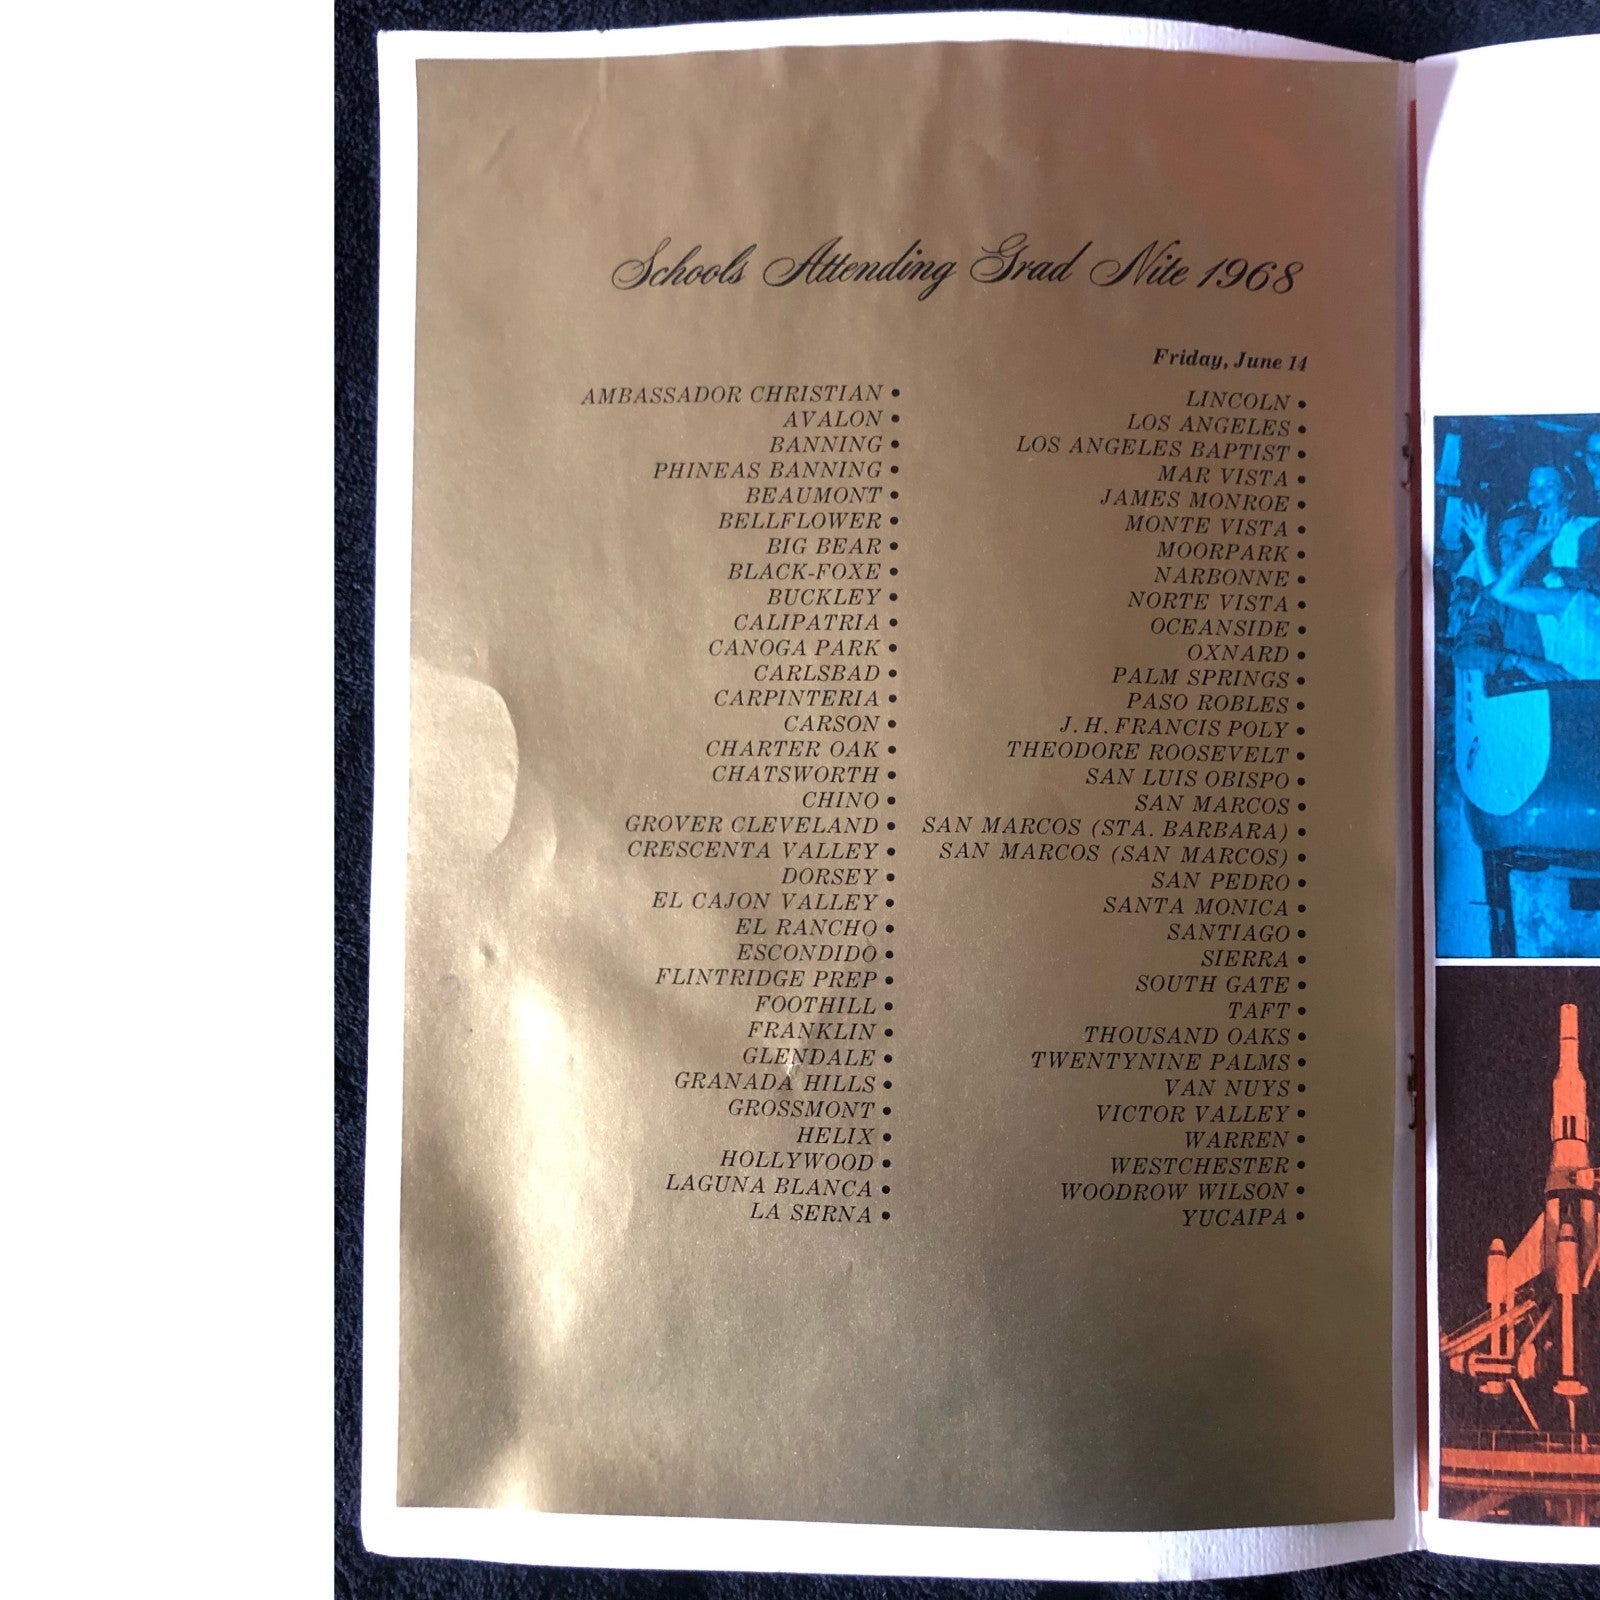 Schools Attending Grad Nite 1968
Friday, June 14
AMBASSADOR CHRISTIAN •
AVALON •
BANNING •
PHINEAS BANNING •
BEAUMONT •
BELLFLOWER •
BIG BEAR •
BLACK-FOXE •
BUCKLEY •
CALIPATRIA •
CANOGA PARK •
CARLSBAD •
CARPINTERIA •
CARSON •
CHARTER OAK •
CHATSWORTH •
CHINO •
GROVER CLEVELAND •
CRESCENTA VALLEY •
DORSEY •
EL CAJON VALLEY •
EL RANCHO •
ESCONDIDO •
FLINTRIDGE PREP •
FOOTHILL •
FRANKLIN •
GLENDALE •
GRANADA HILLS •
GROSSMONT •
HELIX •
HOLLYWOOD •
LAGUNA BLANCA •
LA SERNA •
LINCOLN •
LOS ANGELES •
LOS ANGELES BAPTIST •
MAR VISTA •
JAMES MONROE •
MONTE VISTA •
MOORPARK •
NARBONNE •
NORTE VISTA •
OCEANSIDE •
OXNARD •
PALM SPRINGS •
PASO ROBLES •
J. H. FRANCIS POLY •
THEODORE ROOSEVELT •
SAN LUIS OBISPO •
SAN MARCOS •
SAN MARCOS (STA. BARBARA) •
SAN MARCOS (SAN MARCOS) •
SAN PEDRO •
SANTA MONICA •
SANTIAGO •
SIERRA •
SOUTH GATE •
TAFT •
THOUSAND OAKS •
TWENTYNINE PALMS •
VAN NUYS •
VICTOR VALLEY •
WARREN •
WESTCHESTER •
WOODROW WILSON •
YUCAIPA •